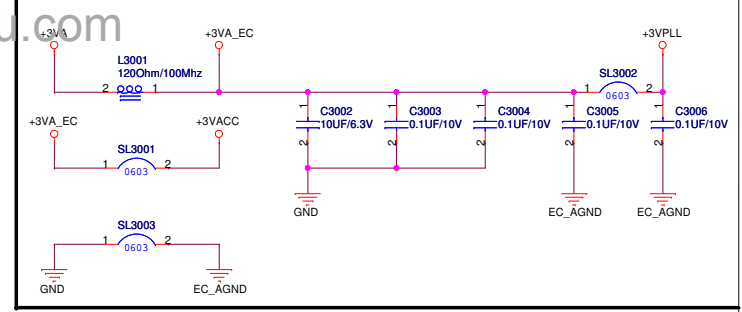 u.com
+3VA
+3VA_EC
+3VPLL
L3001
120Ohm/100Mhz
2 1
SL3002
1 2
0603
1 C3002
10UF/6.3V
2
1 C3003
0.1UF/10V
2
1 C3004
0.1UF/10V
2
1 C3005
0.1UF/10V
2
1 C3006
0.1UF/10V
2
+3VA_EC
+3VACC
SL3001
1 2
0603
GND
EC_AGND
EC_AGND
SL3003
1 2
0603
GND
EC_AGND